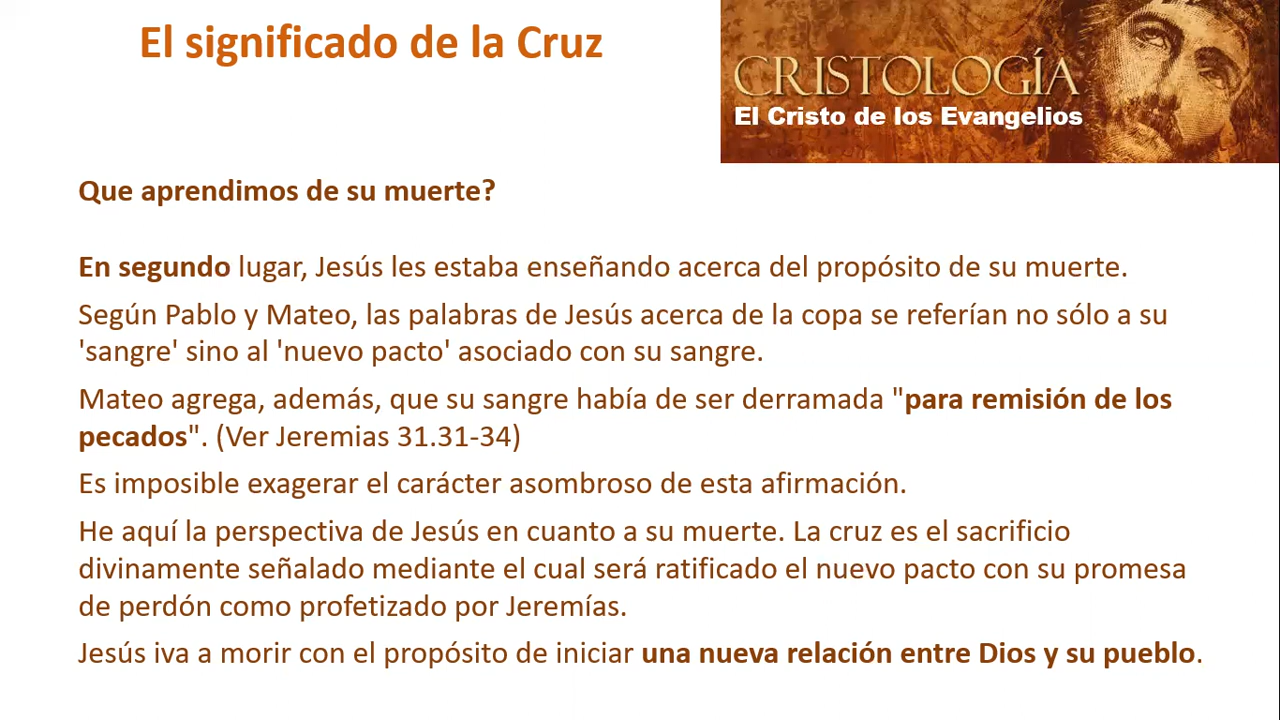 El significado de la Cruz
CRISTOLOGÍA
El Cristo de los Evangelios
Que aprendimos de su muerte?
En segundo lugar, Jesús les estaba enseñando acerca del propósito de su muerte.
Según Pablo y Mateo, las palabras de Jesús acerca de la copa se referían no sólo a su
'sangre' sino al 'nuevo pacto' asociado con su sangre.
Mateo agrega, además, que su sangre había de ser derramada "para remisión de los
pecados". (Ver Jeremias 31.31-34)
Es imposible exagerar el carácter asombroso de esta afirmación.
He aquí la perspectiva de Jesús en cuanto a su muerte. La cruz es el sacrificio
divinamente señalado mediante el cual será ratificado el nuevo pacto con su promesa
de perdón como profetizado por Jeremías.
Jesús iva a morir con el propósito de iniciar una nueva relación entre Dios y su pueblo.